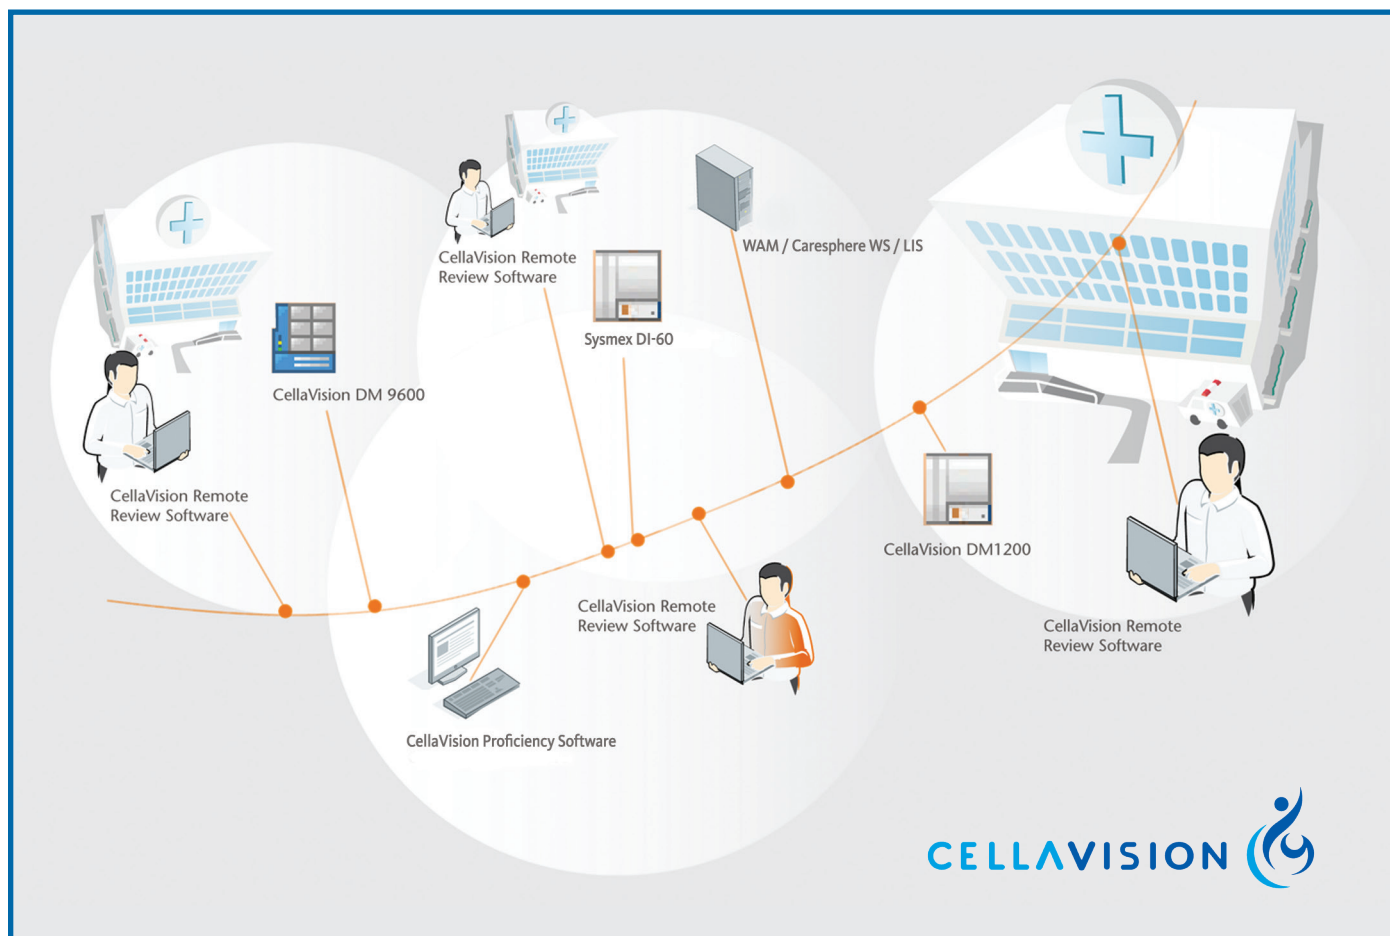 CellaVision Remote
Review Software
WAM / Caresphere WS / LIS
Sysmex DI-60
CellaVision DM 9600
CellaVision Remote
Review Software
CellaVision DM1200
CellaVision Remote
Review Software
CellaVision Remote
Review Software
CellaVision Proficiency Software
CELLAVISION